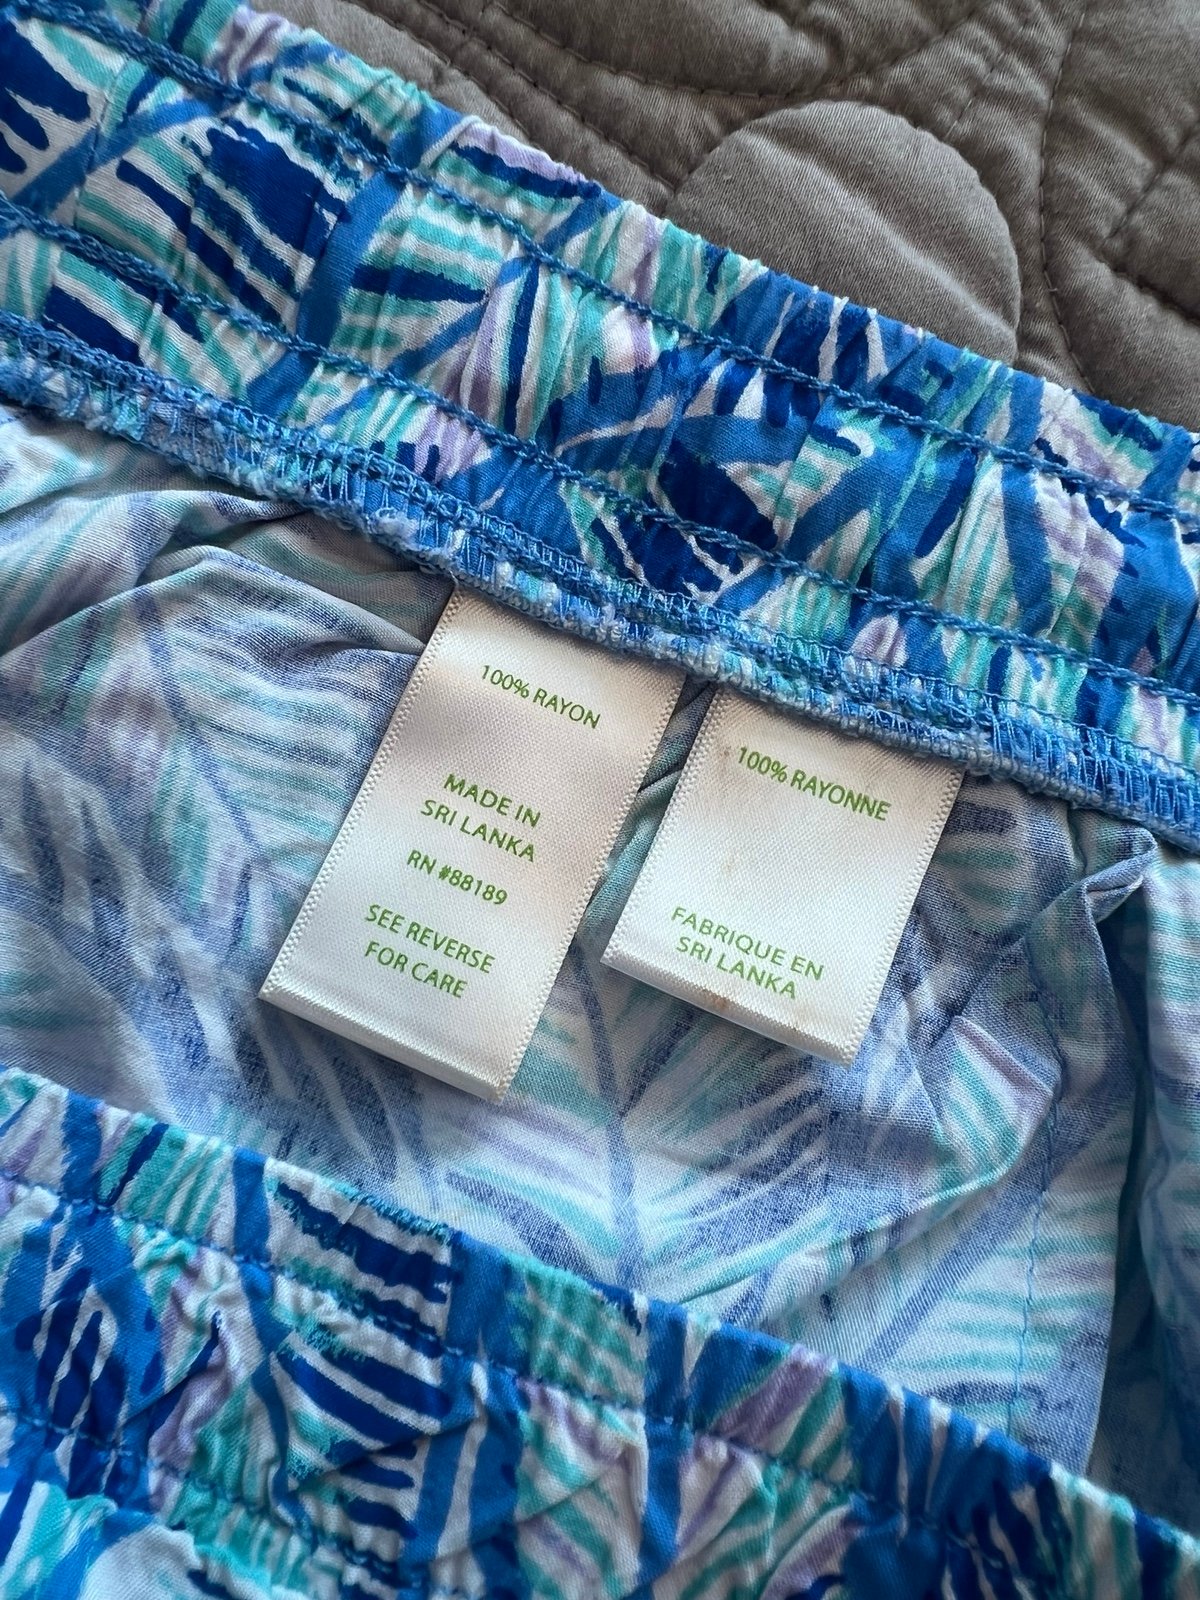 100% RAYON
MADE IN
SRI LANKA
RN #88189
SEE REVERSE
FOR CARE
100% RAYONNE
FABRIQUE EN
SRI LANKA